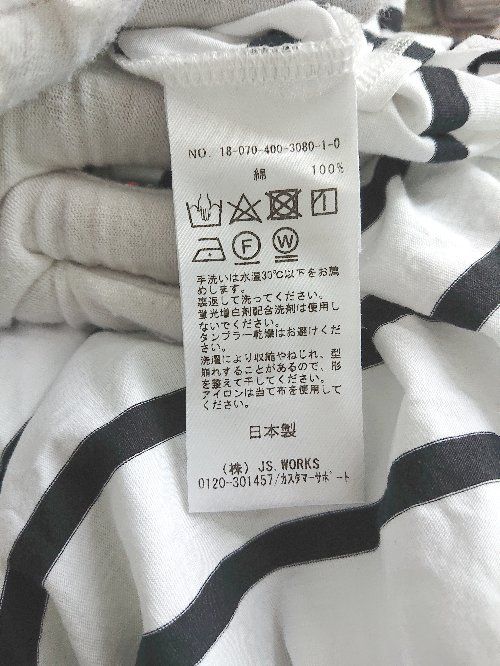 NO. 18-070-400-3080-1-0
綿 100%
F W
手洗いは水温30℃以下をお薦
めします。
裏返して洗ってください。
蛍光増白剤配合洗剤は使用し
ないでください。
タンブラー乾燥はお避けくだ
さい。
洗濯により収縮やねじれ、型
崩れすることがあるので、形
を整えて干してください。
アイロンは当て布を使用して
ください。
日本製
(株) JS.WORKS
0120-301457/カスタマーサポート